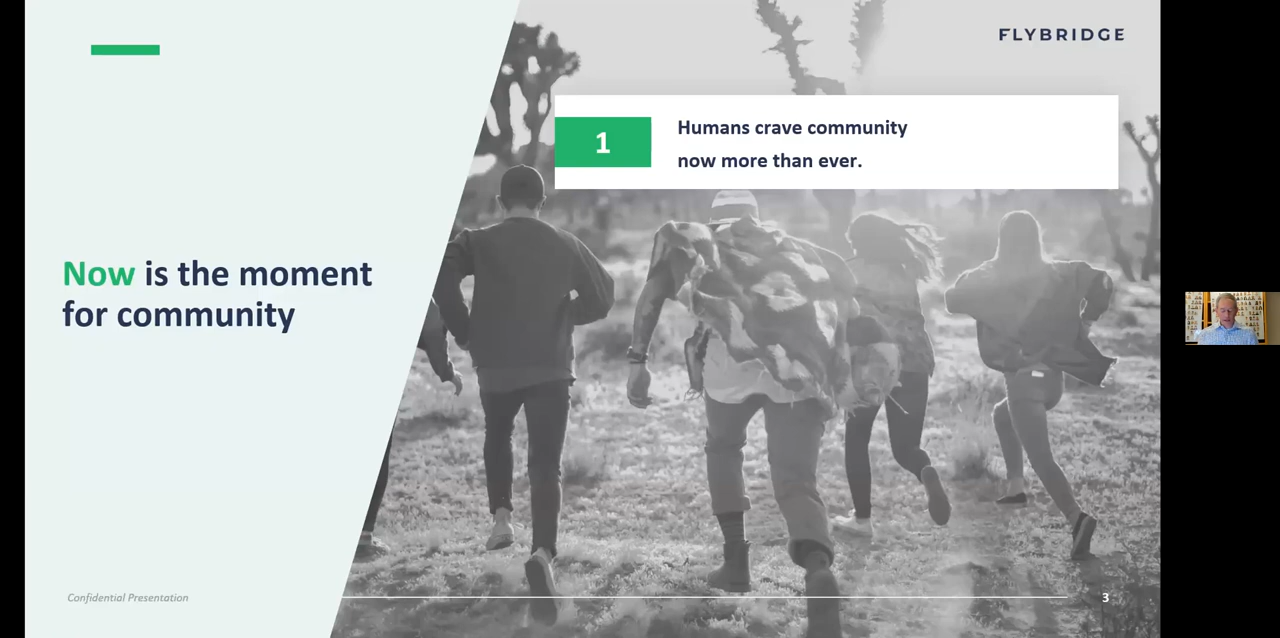 FLYBRIDGE
1
Humans crave community
now more than ever.
Now is the moment
for community
Confidential Presentation
3